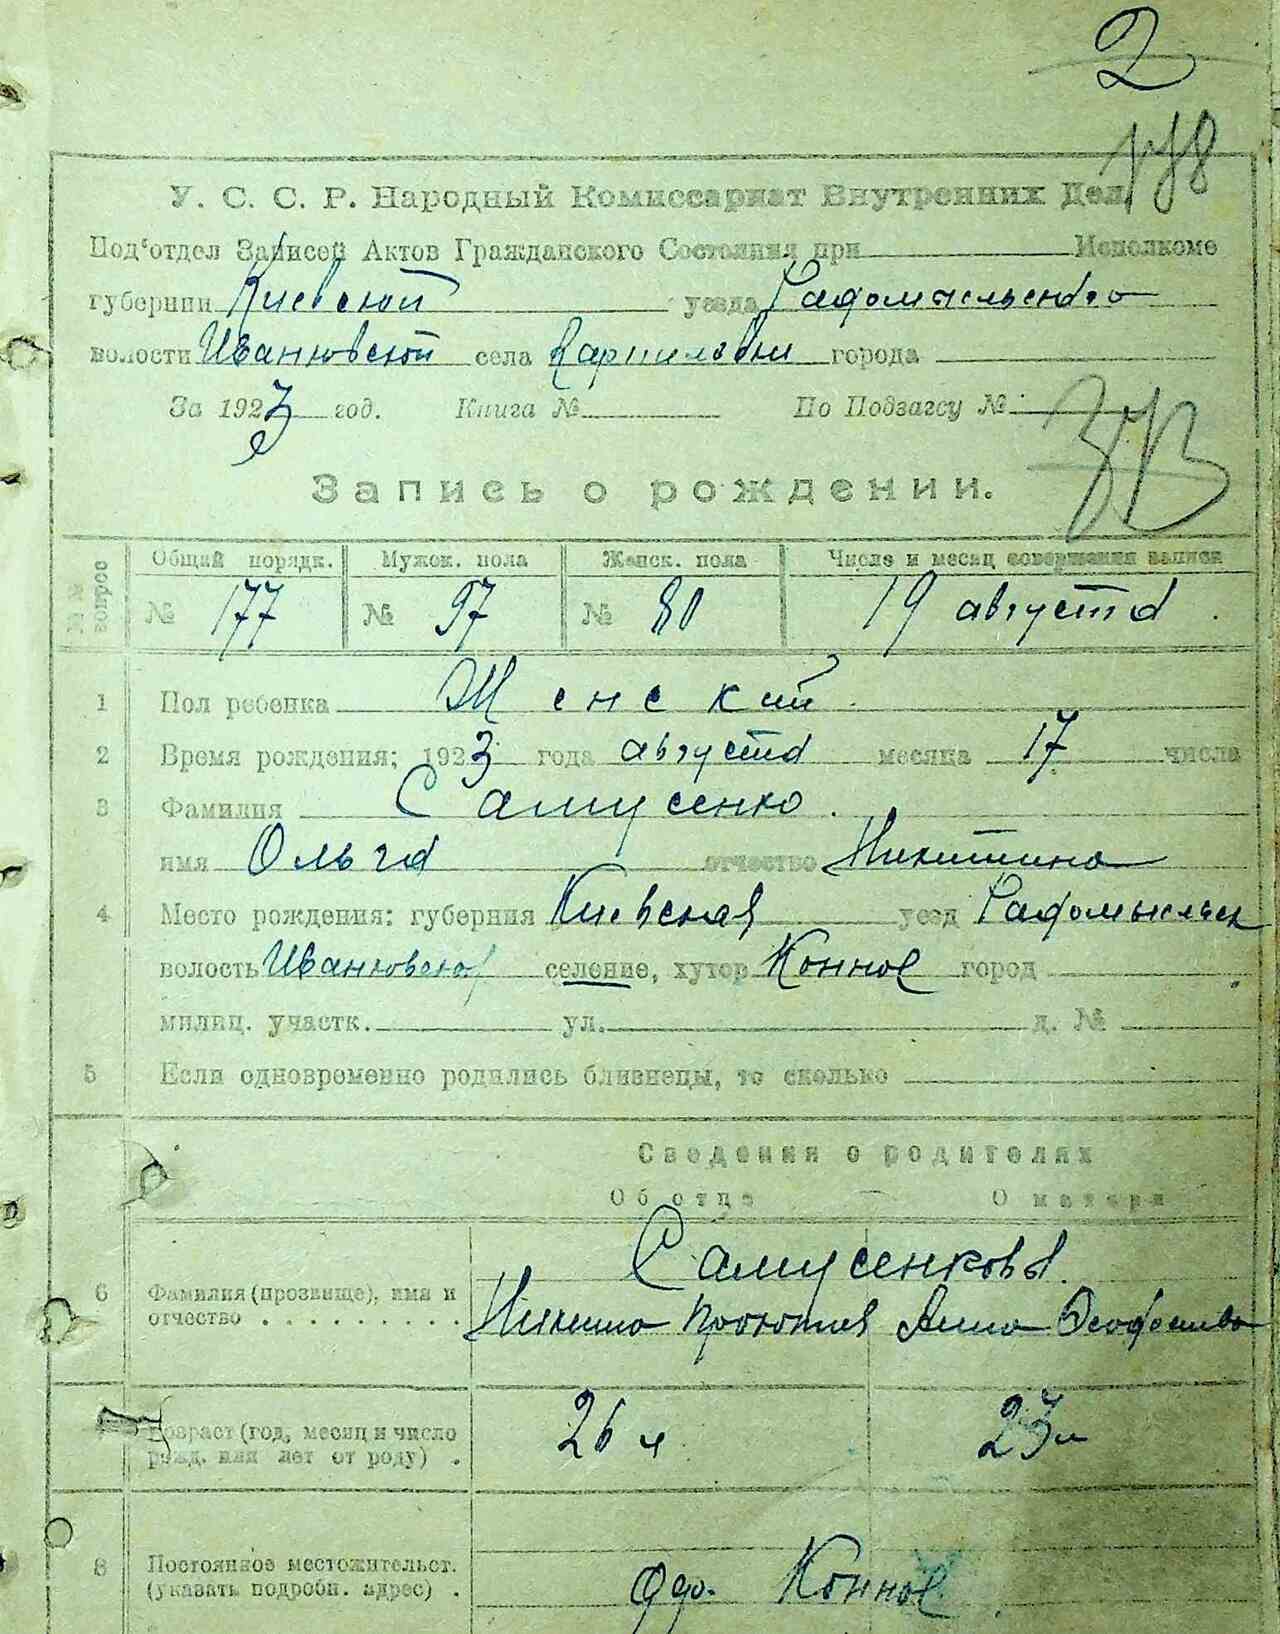 2
178
У. С. С. Р. Народный Комиссариат Внутренних Дел.
Под'отдел Записей Актов Гражданского Состояния при Исполкоме
губернии Киевской уезда Радомысльского
волости Иванковской села Карпиловки города
За 1923 год. Книга № По Подзагсу №
Запись о рождении.
№№ вопрос
Общий порядк. Мужск. пола Женск. пола Число и месяц совершения записи
№ 177 № 97 № 80 19 августа
1 Пол ребенка Женский
2 Время рождения; 1923 года августа месяца 17 числа
3 Фамилия Самусенко
имя Ольга отчество Никитина
4 Место рождения: губерния Киевская уезд Радомысльск
волость Иванковская селение, хутор Конное город
милиц. участк. ул. д. №
5 Если одновременно родились близнецы, то сколько
Сведения о родителях
Об отце О матери
Самусенковы
6 Фамилия (прозвище), имя и отчество Никита Анна
7 Возраст (год, месяц и число рожд. или лет от роду) 26 л 23 л
8 Постоянное местожительст. (указать подробн. адрес) Конное